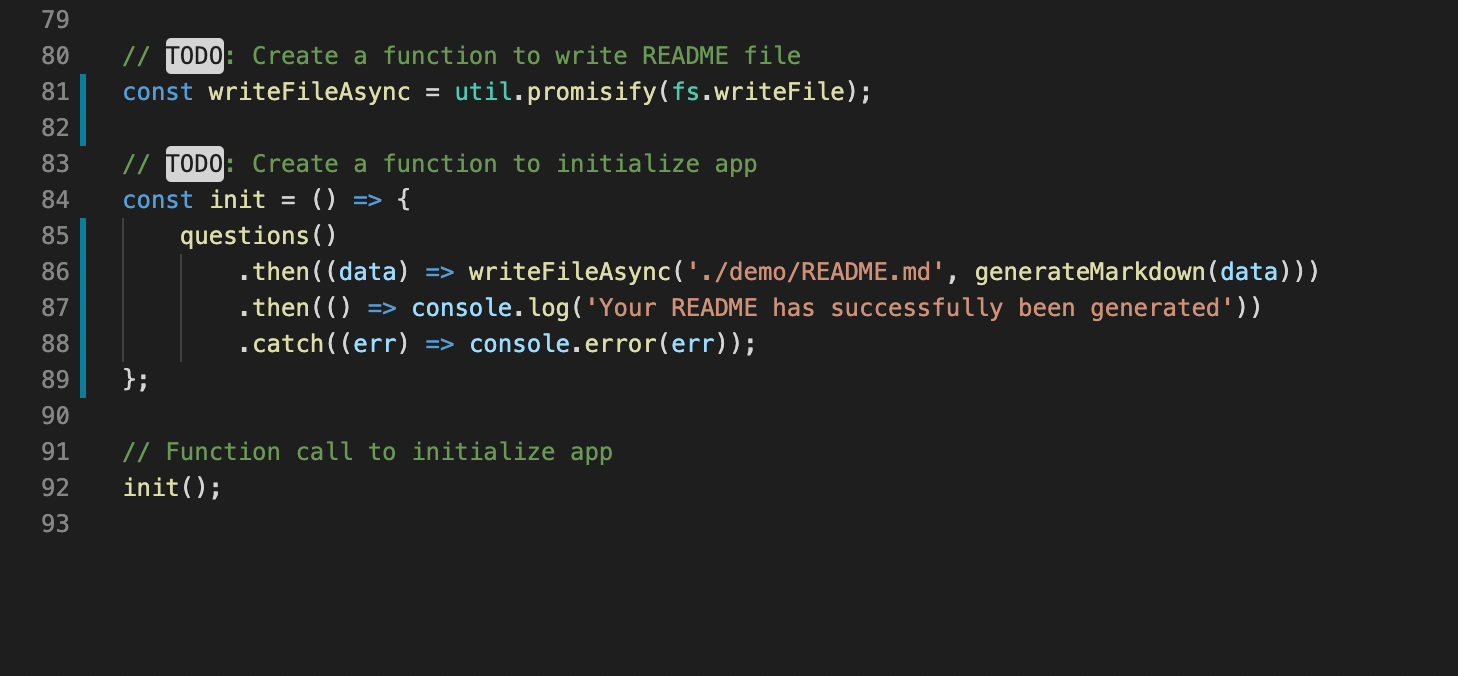 79
80 // TODO: Create a function to write README file
81 const writeFileAsync = util.promisify(fs.writeFile);
82
83 // TODO: Create a function to initialize app
84 const init = () => {
85     questions()
86         .then((data) => writeFileAsync('./demo/README.md', generateMarkdown(data)))
87         .then(() => console.log('Your README has successfully been generated'))
88         .catch((err) => console.error(err));
89 };
90
91 // Function call to initialize app
92 init();
93